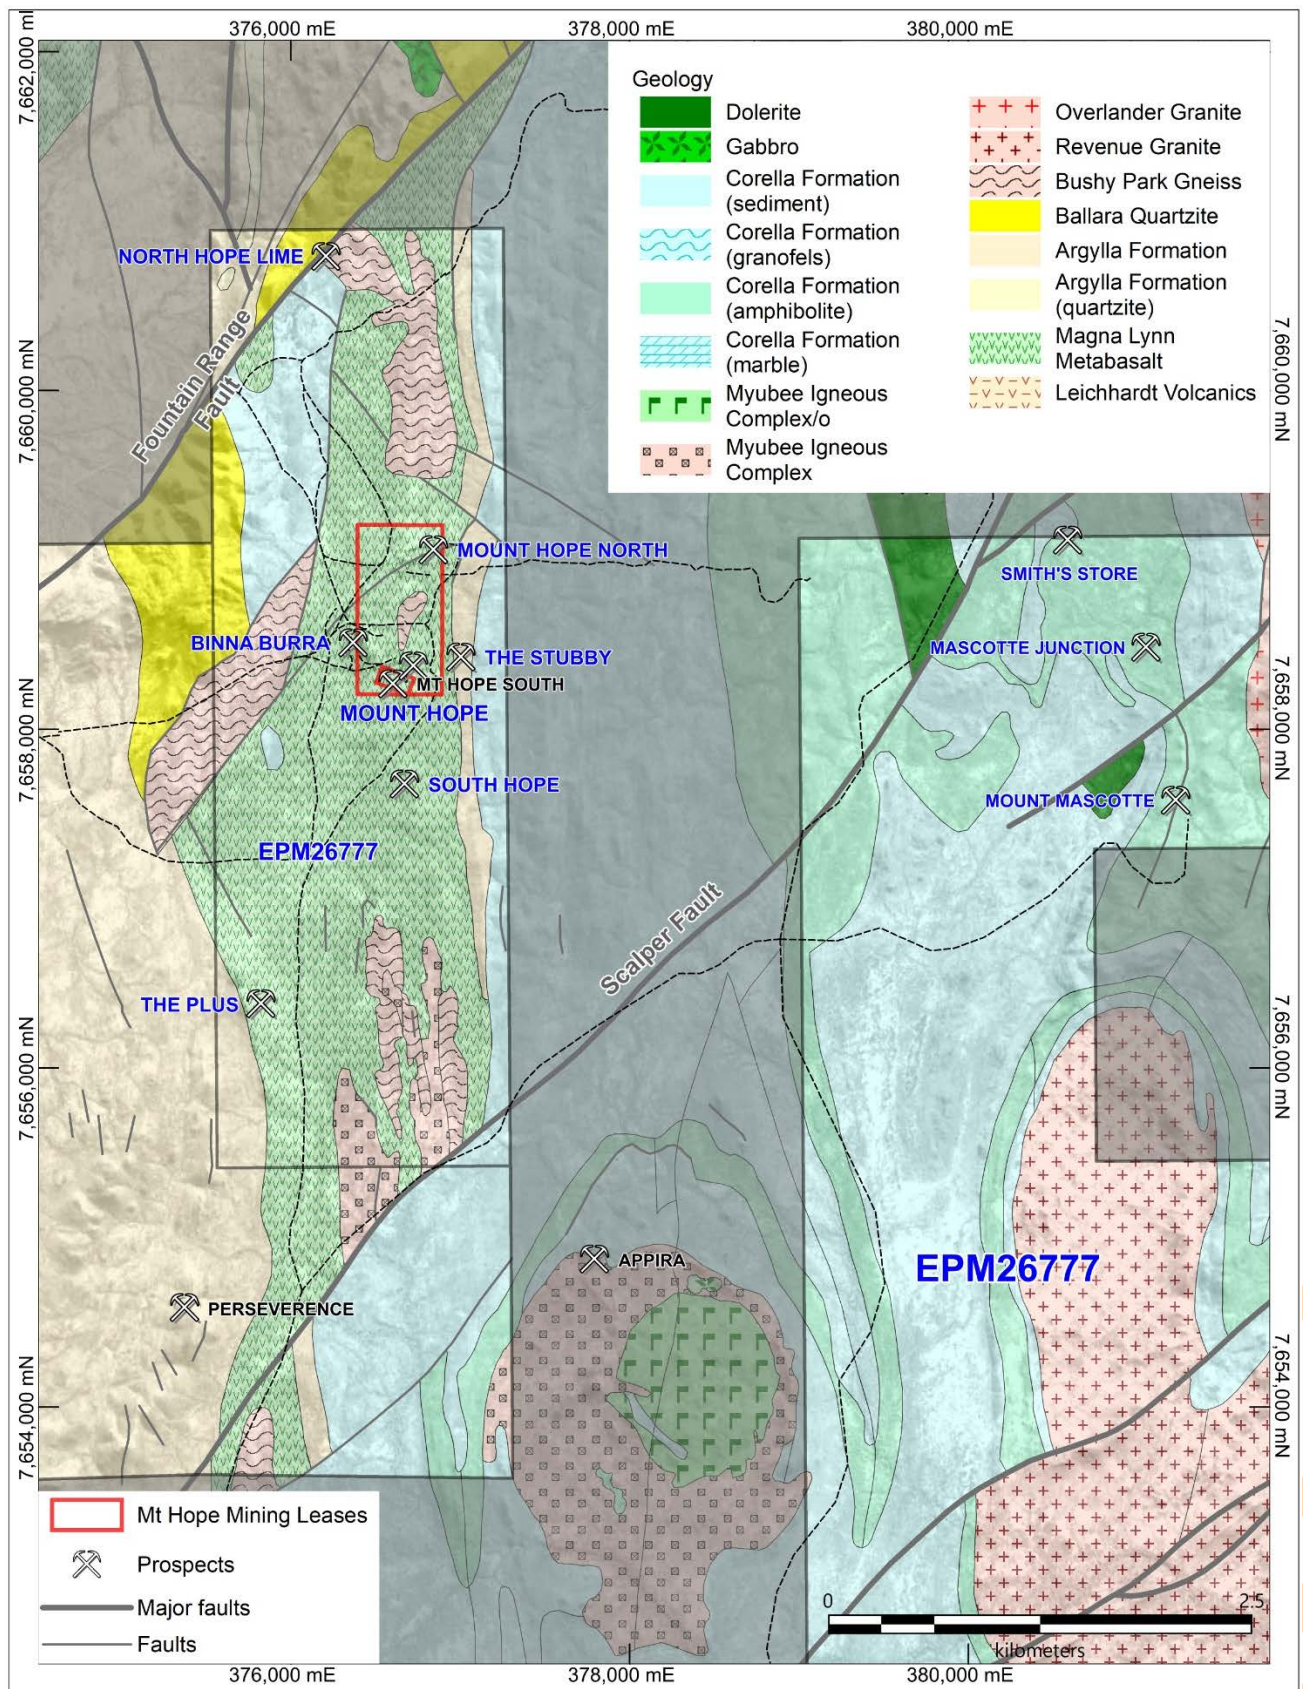 376,000 mE
378,000 mE
380,000 mE
7,662,000 ml
7,660,000 mN
7,658,000 mN
7,656,000 mN
7,654,000 mN
Geology
Dolerite
Gabbro
Corella Formation
(sediment)
Corella Formation
(granofels)
Corella Formation
(amphibolite)
Corella Formation
(marble)
Myubee Igneous
Complex/o
Myubee Igneous
Complex
Overlander Granite
Revenue Granite
Bushy Park Gneiss
Ballara Quartzite
Argylla Formation
Argylla Formation
(quartzite)
Magna Lynn
Metabasalt
Leichhardt Volcanics
NORTH HOPE LIME
Fountain Range
Fault
MOUNT HOPE NORTH
BINNA BURRA
THE STUBBY
MT HOPE SOUTH
MOUNT HOPE
SOUTH HOPE
EPM26777
THE PLUS
PERSEVERENCE
Scalper Fault
APPIRA
SMITH'S STORE
MASCOTTE JUNCTION
MOUNT MASCOTTE
EPM26777
7,660,000 mN
7,658,000 mN
7,656,000 mN
7,654,000 mN
Mt Hope Mining Leases
Prospects
Major faults
Faults
0
2.5
kilometers
376,000 mE
378,000 mE
380,000 mE